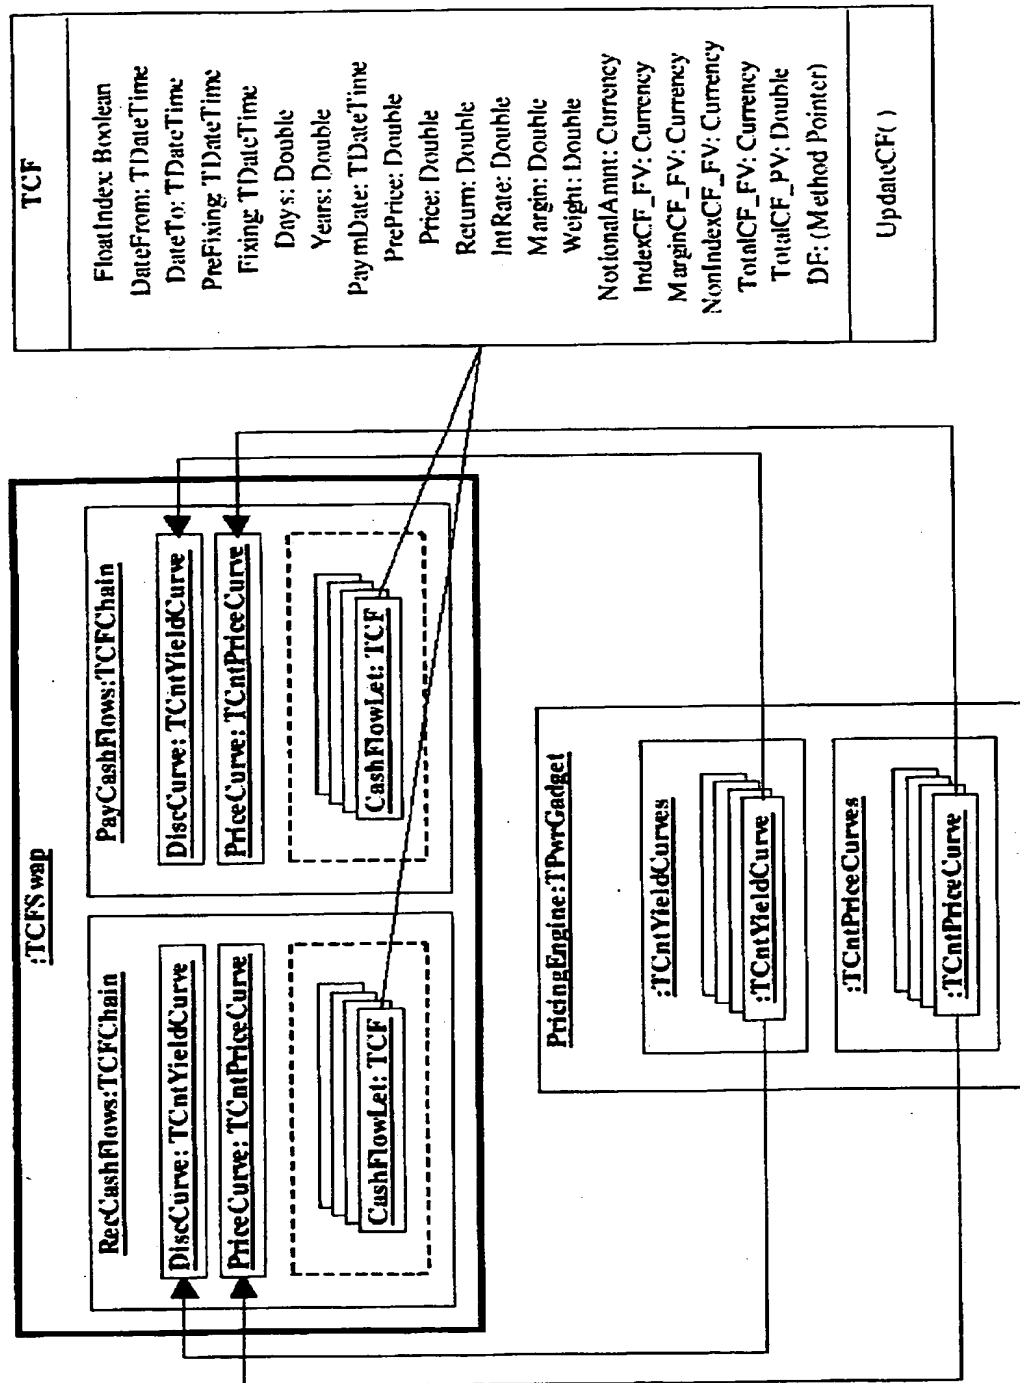 :TCFSwap
RecCashFlows:TCFChain
DiscCurve: TCntYieldCurve
PriceCurve: TCntPriceCurve
CashFlowLet: TCF
PayCashFlows:TCFChain
DiscCurve: TCntYieldCurve
PriceCurve: TCntPriceCurve
CashFlowLet: TCF
PricingEngine:TPwrGadget
:TCntYieldCurves
:TCntYieldCurve
:TCntPriceCurves
:TCntPriceCurve
TCF
FloatIndex: Boolean
DateFrom: TDateTime
DateTo: TDateTime
PreFixing: TDateTime
Fixing: TDateTime
Days: Double
Years: Double
PaymDate: TDateTime
PrePrice: Double
Price: Double
Return: Double
IntRate: Double
Margin: Double
Weight: Double
NotionalAmnt: Currency
IndexCF_FV: Currency
MarginCF_FV: Currency
NonIndexCF_FV: Currency
TotalCF_FV: Currency
TotalCF_PV: Double
DF: (Method Pointer)
UpdateCF( )